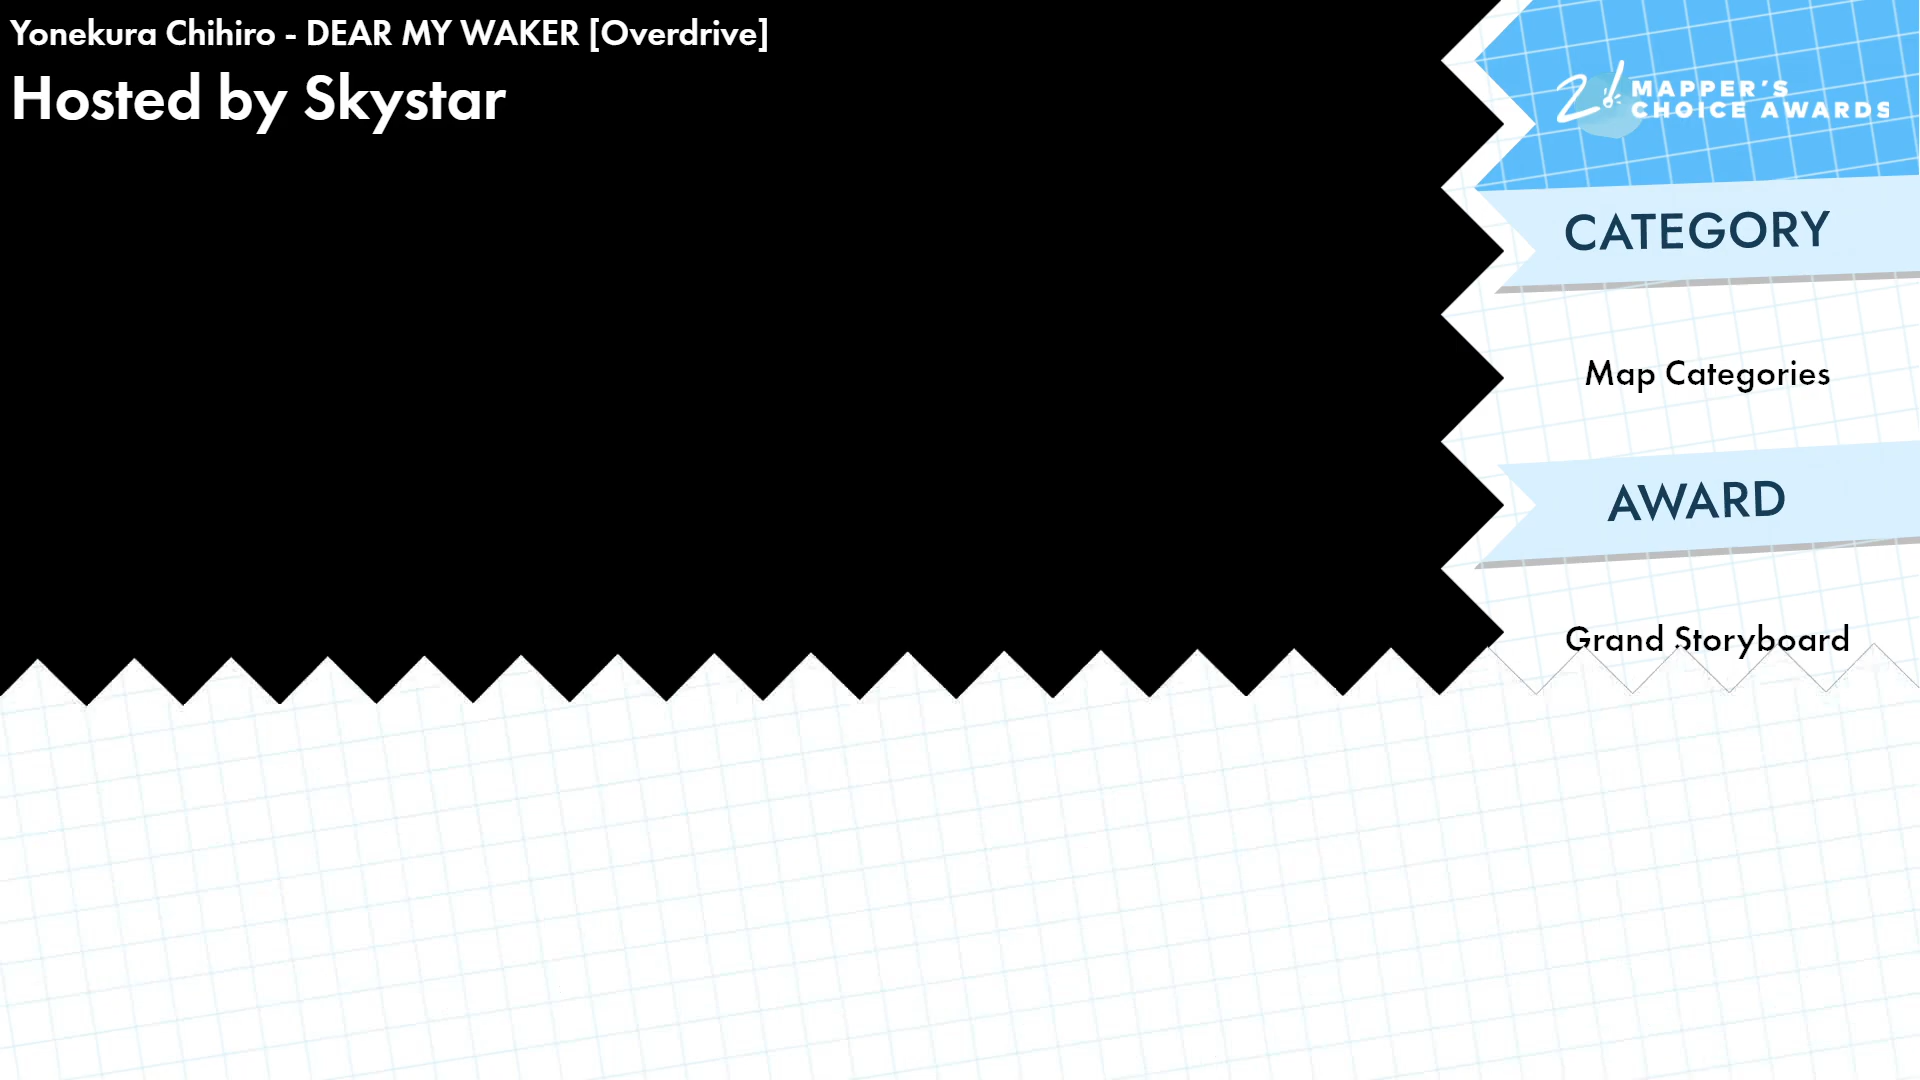 Yonekura Chihiro - DEAR MY WAKER [Overdrive]
Hosted by Skystar
2! MAPPER'S
CHOICE AWARDS
CATEGORY
Map Categories
AWARD
Grand Storyboard